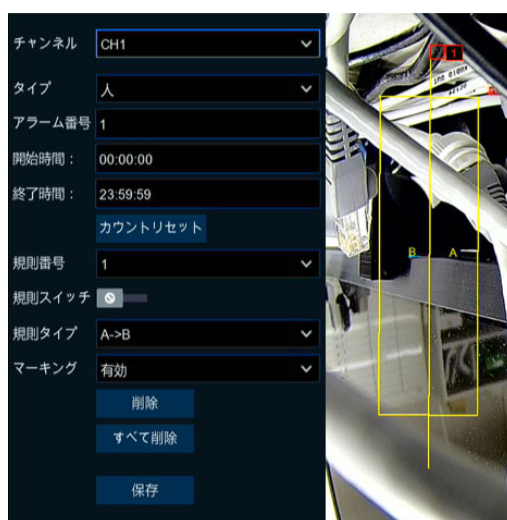 チャンネル CH1
タイプ 人
アラーム番号 1
開始時間： 00:00:00
終了時間： 23:59:59
カウントリセット
規則番号 1
規則スイッチ
規則タイプ A->B
マーキング 有効
削除
すべて削除
保存
1
B A